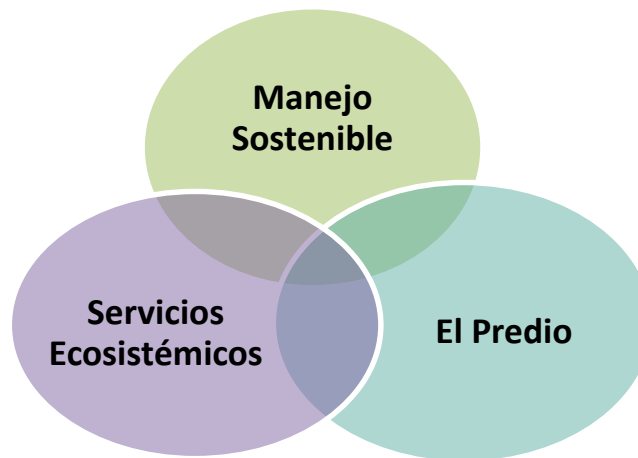 Manejo
Sostenible
Servicios
Ecosistémicos
El Predio